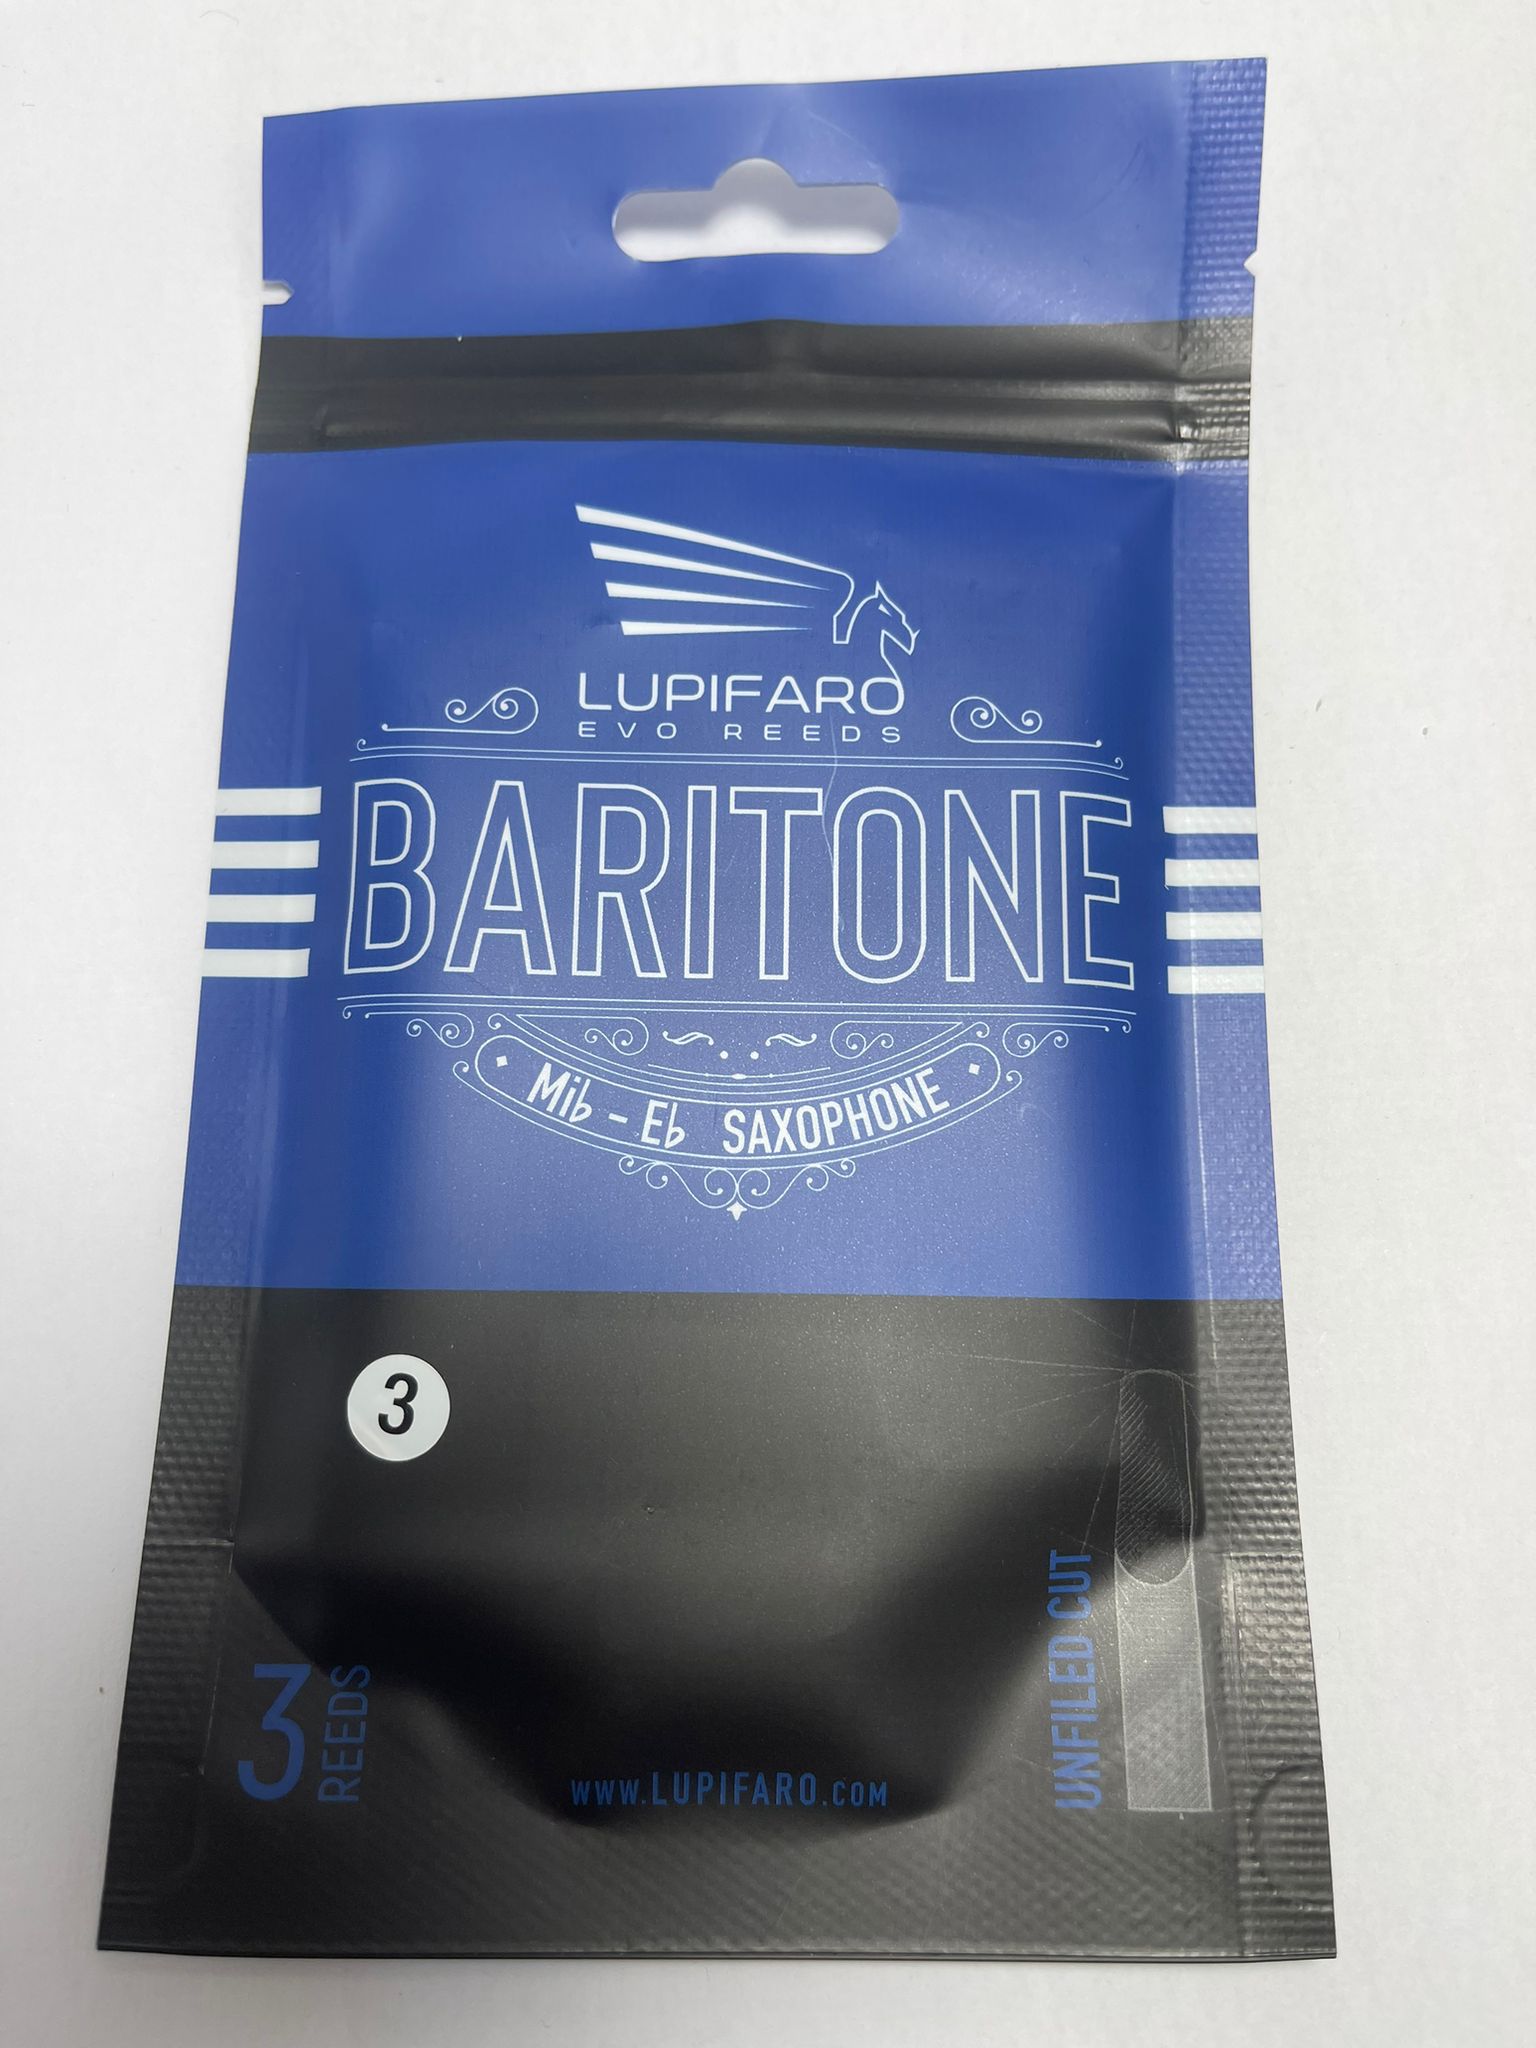 LUPIFARO
EVO REEDS
BARITONE
Mi♭ - E♭ SAXOPHONE
3
3
REEDS
UNFILED CUT
WWW.LUPIFARO.COM